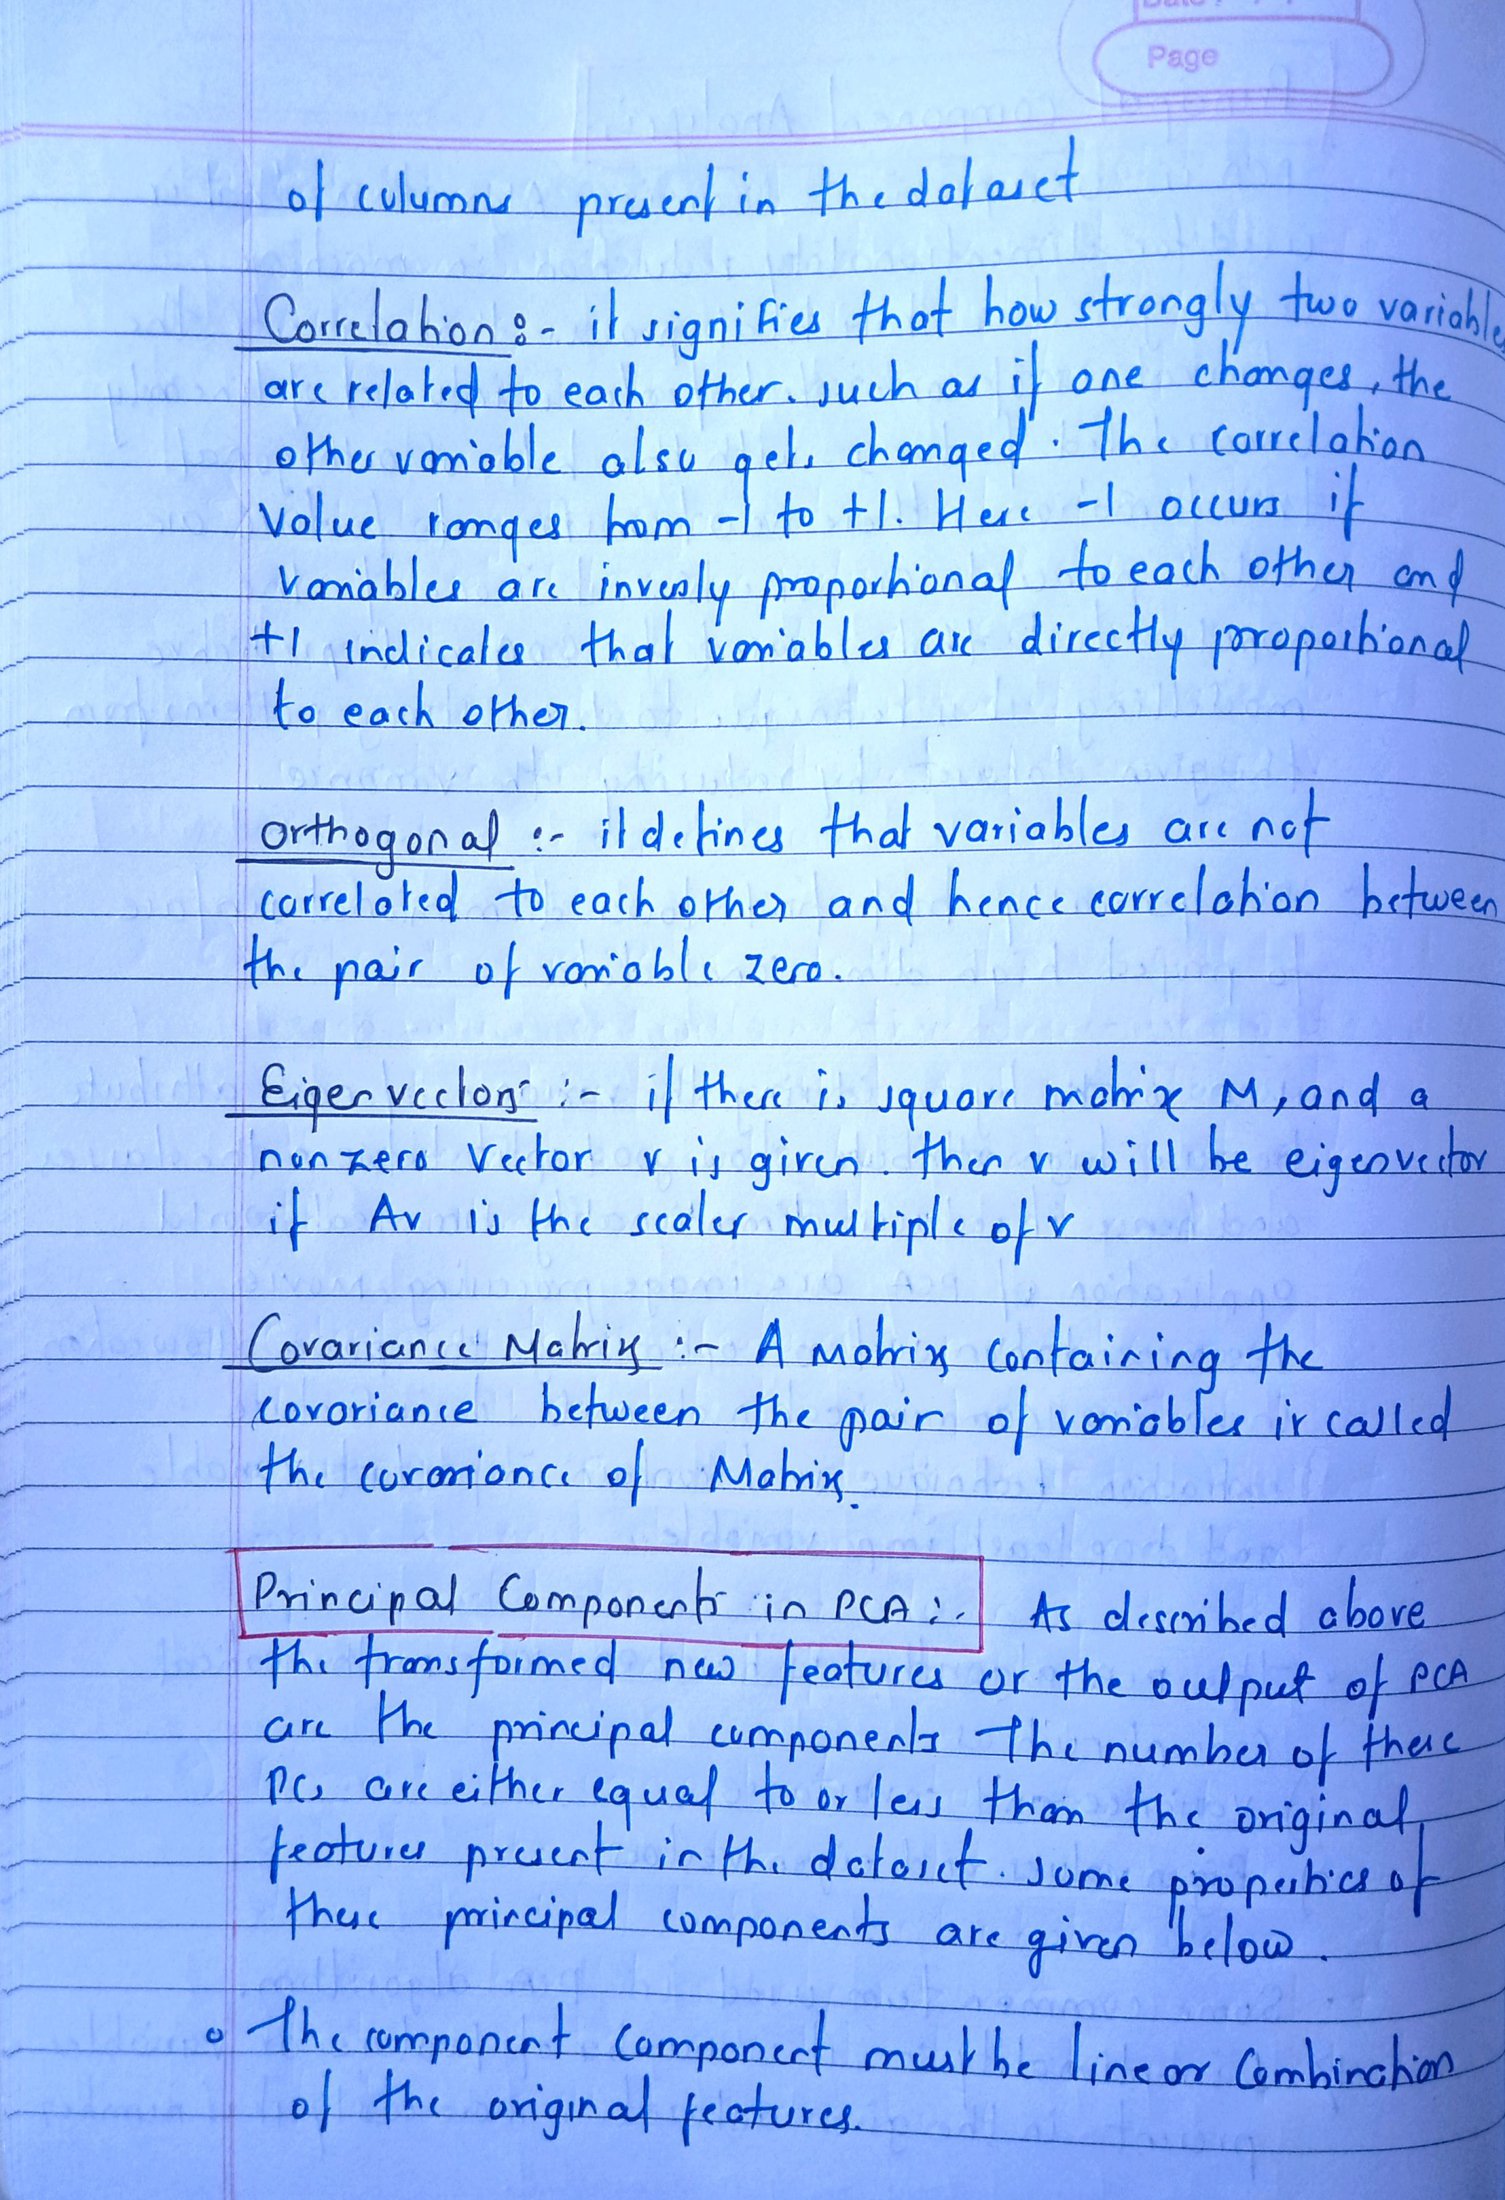 Page
of columns present in the dataset
Correlation :- it signifies that how strongly two variables
are related to each other. such as if one changes, the
other variable also gets changed. The correlation
value ranges from -1 to +1. Here -1 occurs if
variables are inversly proportional to each other and
+1 indicates that variables are directly proportional
to each other.
orthogonal :- it defines that variables are not
correlated to each other and hence correlation between
the pair of variable zero.
Eigen vectors :- if there is square matrix M, and a
non zero vector v is given. then v will be eigenvector
if Av is the scaler multiple of v
Covariance Matrix :- A Matrix containing the
covariance between the pair of variables is called
the covariance of Matrix.
Principal Components in PCA :- As described above
the transformed new features or the output of PCA
are the principal components The number of these
PCs are either equal to or less than the original
features present in the dataset. some properties of
these principal components are given below.
○ The component component must be linear Combination
of the original features.